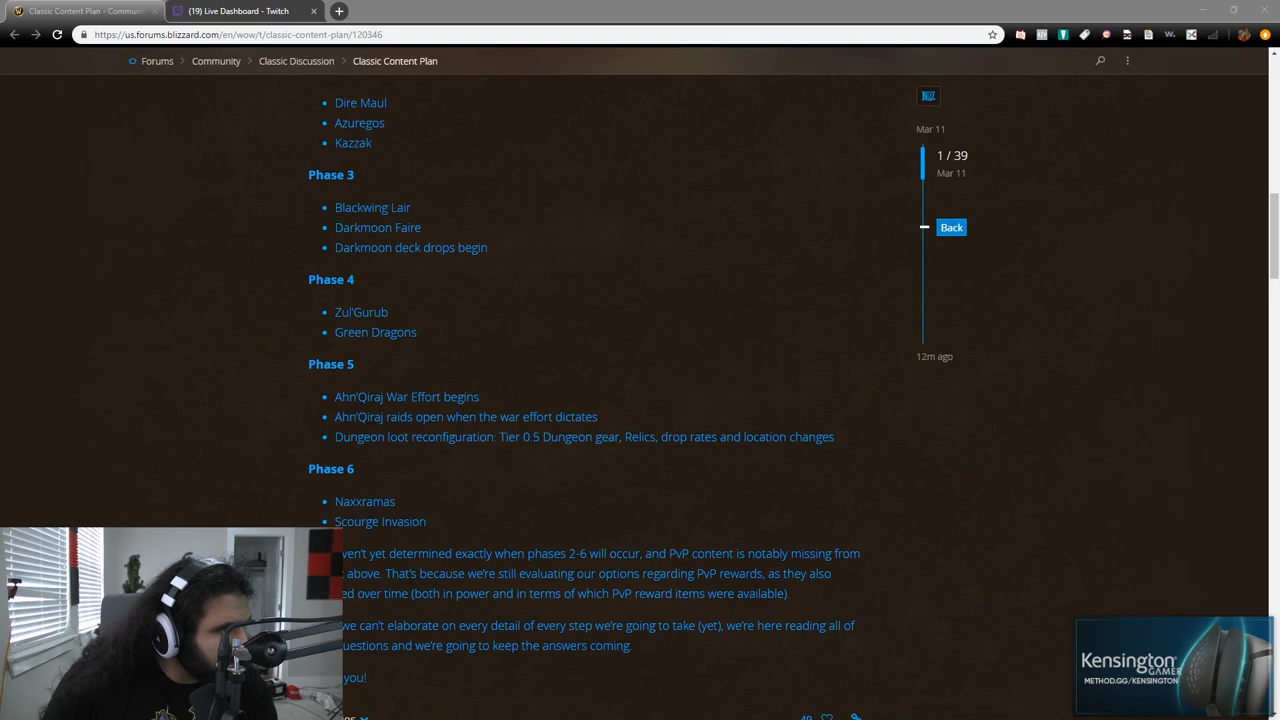 Classic Content Plan - Commun
(19) Live Dashboard - Twitch
https://us.forums.blizzard.com/en/wow/t/classic-content-plan/120346
Forums
Community
Classic Discussion
Classic Content Plan
Dire Maul
Azuregos
Kazzak
Phase 3
Blackwing Lair
Darkmoon Faire
Darkmoon deck drops begin
Phase 4
Zul'Gurub
Green Dragons
Phase 5
Ahn'Qiraj War Effort begins
Ahn'Qiraj raids open when the war effort dictates
Dungeon loot reconfiguration: Tier 0.5 Dungeon gear, Relics, drop rates and location changes
Phase 6
Naxxramas
Scourge Invasion
ven't yet determined exactly when phases 2-6 will occur, and PvP content is notably missing from
above. That's because we're still evaluating our options regarding PvP rewards, as they also
ed over time (both in power and in terms of which PvP reward items were available).
we can't elaborate on every detail of every step we're going to take (yet), we're here reading all of
uestions and we're going to keep the answers coming.
you!
Mar 11
1 / 39
Mar 11
Back
12m ago
Kensington
GAMER
METHOD.GG/KENSINGTON